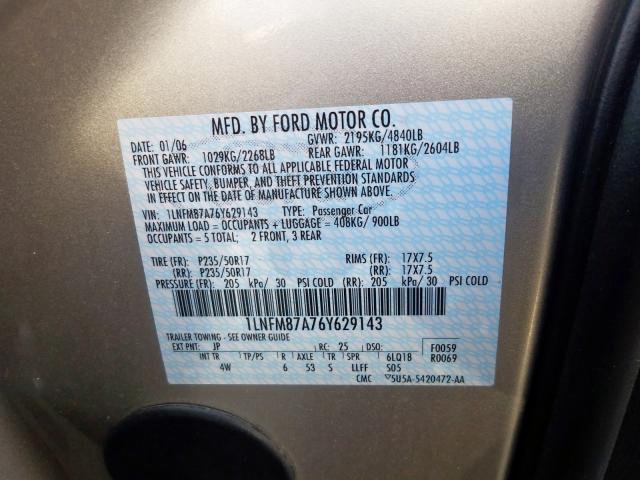 MFD. BY FORD MOTOR CO.
DATE: 01/06 GVWR: 2195KG/4840LB
FRONT GAWR: 1029KG/2268LB REAR GAWR: 1181KG/2604LB
THIS VEHICLE CONFORMS TO ALL APPLICABLE FEDERAL MOTOR
VEHICLE SAFETY, BUMPER, AND THEFT PREVENTION STANDARDS
IN EFFECT ON THE DATE OF MANUFACTURE SHOWN ABOVE.
VIN: 1LNFM87A76Y629143 TYPE: Passenger Car
MAXIMUM LOAD = OCCUPANTS + LUGGAGE = 408KG/ 900LB
OCCUPANTS = 5 TOTAL; 2 FRONT, 3 REAR
TIRE (FR): P235/50R17 RIMS (FR): 17X7.5
(RR): P235/50R17 (RR): 17X7.5
PRESSURE (FR): 205 kPa/ 30 PSI COLD (RR): 205 kPa/ 30 PSI COLD
1LNFM87A76Y629143
TRAILER TOWING - SEE OWNER GUIDE
EXT PNT: JP RC: 25 DSO: F0059
INT TR TP/PS R AXLE TR SPR 6LQ18 R0069
4W 6 53 S LLFF S05
CMC ▽5U5A-5420472-AA